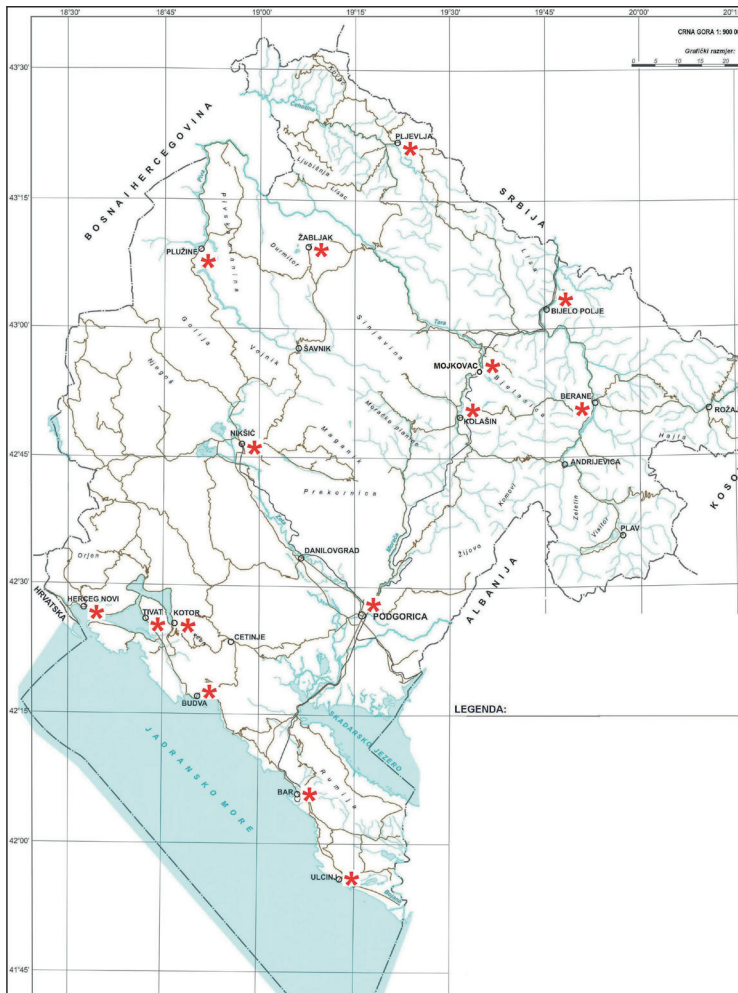 18°30' 18°45' 19°00' 19°15' 19°30' 19°45' 20°00'
CRNA GORA 1: 900 00
Grafički razmjer:
0 5 10 15 20
43°30'
43°15'
43°00'
42°45'
42°30'
42°15'
42°00'
41°45'
BOSNA I HERCEGOVINA
SRBIJA
KOSO
ALBANIJA
HRVATSKA
JADRANSKO MORE
SKADARSKO JEZERO
PLJEVLJA
Ljubišnja
Lisac
Lisa
Piva
Pivska planina
ŽABLJAK
Durmitor
PLUŽINE
BIJELO POLJE
Tara
Sinjavina
Golija
Vojnik
ŠAVNIK
Njegoš
MOJKOVAC
Bjelasica
BERANE
ROŽAJ
KOLAŠIN
Moračke planine
Maganik
NIKŠIĆ
Hajla
ANDRIJEVICA
Prekornica
Komovi
Zeletin
Visitor
PLAV
Morača
Žijovo
DANILOVGRAD
Orjen
HERCEG NOVI
TIVAT
KOTOR
CETINJE
PODGORICA
BUDVA
LEGENDA:
Rumija
BAR
ULCINJ